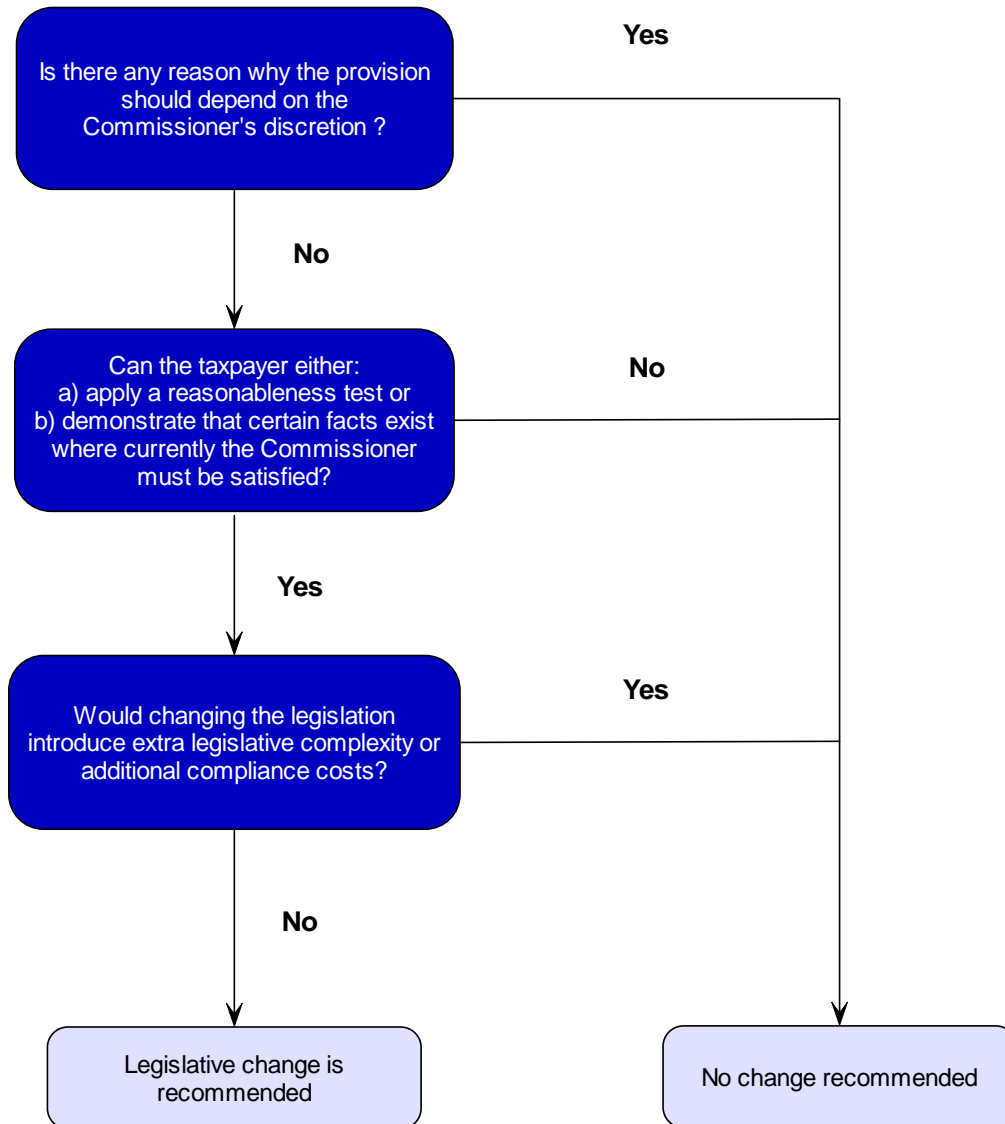 Yes
Is there any reason why the provision
should depend on the
Commissioner's discretion ?
No
Can the taxpayer either:
a) apply a reasonableness test or
b) demonstrate that certain facts exist
where currently the Commissioner
must be satisfied?
No
Yes
Would changing the legislation
introduce extra legislative complexity or
additional compliance costs?
Yes
No
Legislative change is
recommended
No change recommended